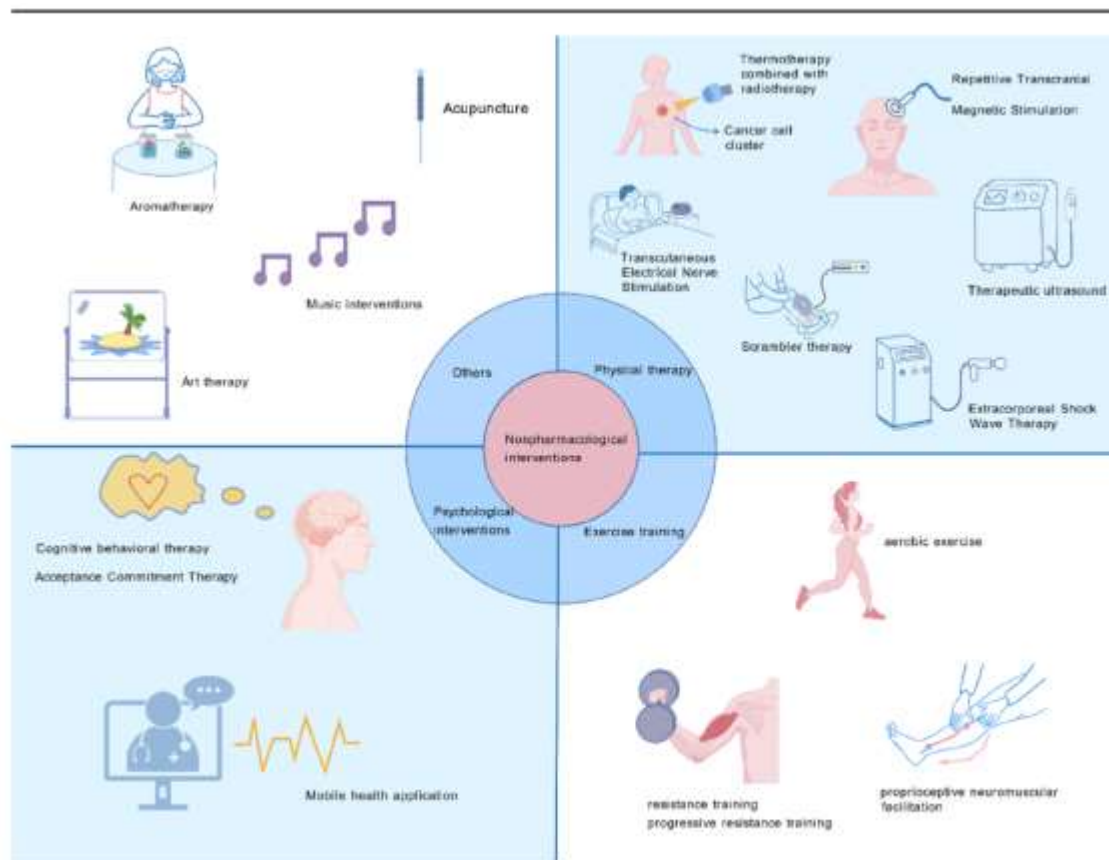 Aromatherapy
Acupuncture
Music interventions
Art therapy
Thermotherapy
combined with
radiotherapy
Cancer cell
cluster
Repetitive Transcranial
Magnetic Stimulation
Transcutaneous
Electrical Nerve
Stimulation
Scrambler therapy
Therapeutic ultrasound
Extracorporeal Shock
Wave Therapy
Others
Physical therapy
Nonpharmacological
interventions
Psychological
interventions
Exercise training
Cognitive behavioral therapy
Acceptance Commitment Therapy
Mobile health application
aerobic exercise
resistance training
progressive resistance training
proprioceptive neuromuscular
facilitation